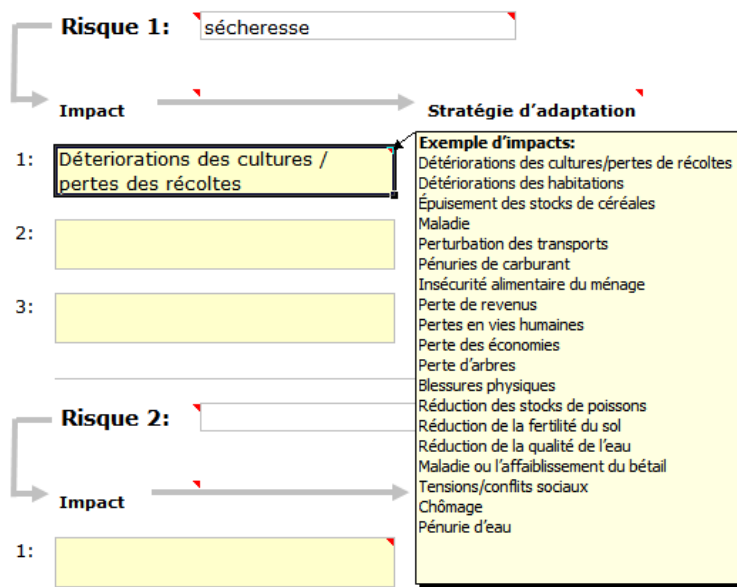 Risque 1: sécheresse
Impact
Stratégie d'adaptation
1: Déteriorations des cultures /
pertes des récoltes
2:
3:
Exemple d'impacts:
Détériorations des cultures/pertes de récoltes
Détériorations des habitations
Épuisement des stocks de céréales
Maladie
Perturbation des transports
Pénuries de carburant
Insécurité alimentaire du ménage
Perte de revenus
Pertes en vies humaines
Perte des économies
Perte d'arbres
Blessures physiques
Réduction des stocks de poissons
Réduction de la fertilité du sol
Réduction de la qualité de l'eau
Maladie ou l'affaiblissement du bétail
Tensions/conflits sociaux
Chômage
Pénurie d'eau
Risque 2:
Impact
1: